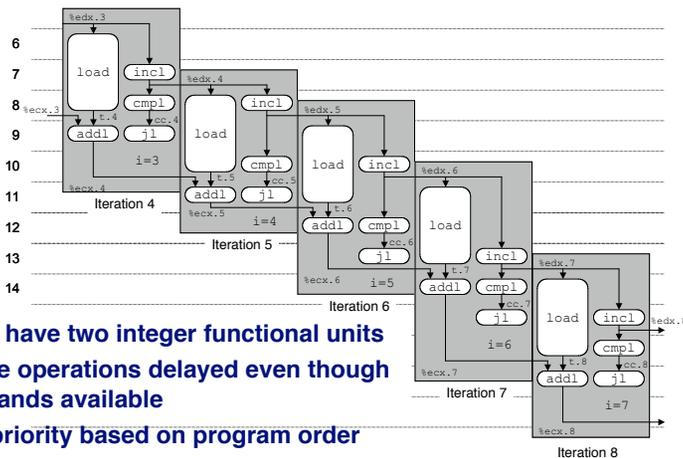 %edx.3
6
load
incl
7
%edx.4
cmpl
load
incl
8
%ecx.3
t.4
cc.4
%edx.5
addl
jl
load
9
i=3
cmpl
incl
10
t.5
cc.5
%edx.6
%ecx.4
addl
jl
load
11
Iteration 4
%ecx.5
i=4
t.6
addl
cmpl
12
Iteration 5
cc.6
jl
incl
13
%edx.7
%ecx.6
i=5
t.7
addl
cmpl
load
14
Iteration 6
cc.7
jl
incl
%edx.
have two integer functional units
i=6
cmpl
e operations delayed even though
t.8
cc.8
%ecx.7
addl
jl
ands available
Iteration 7
i=7
priority based on program order
%ecx.8
Iteration 8